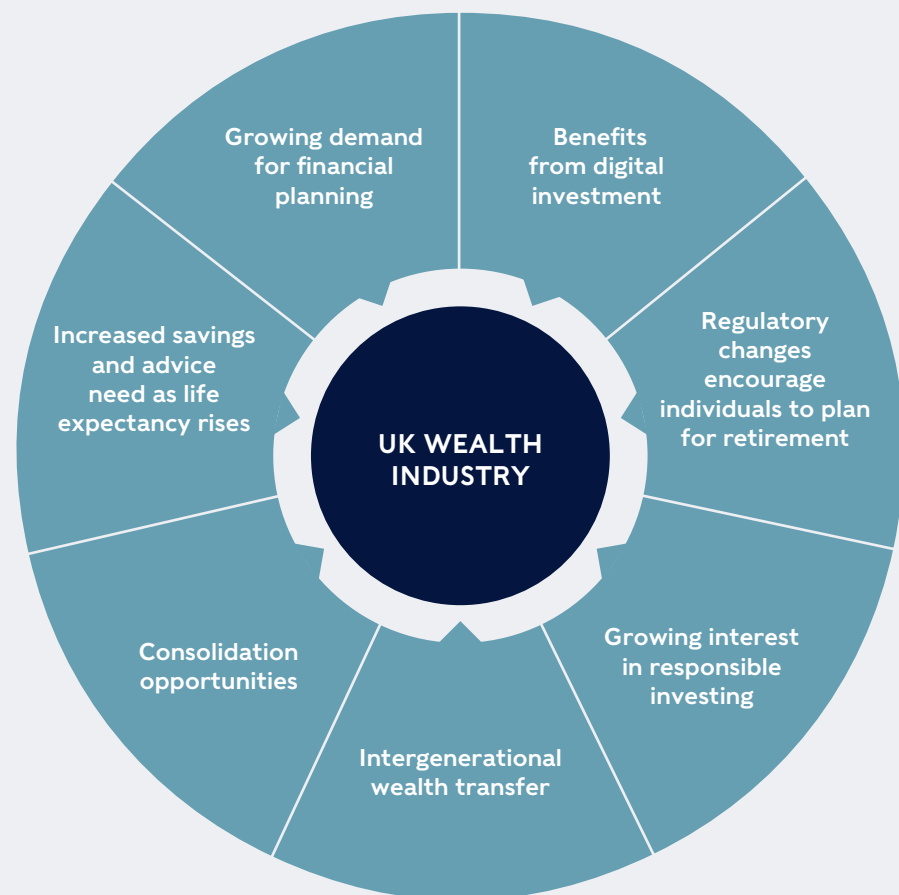 Growing demand
for financial
planning
Benefits
from digital
investment
Regulatory
changes
encourage
individuals to plan
for retirement
Growing interest
in responsible
investing
Intergenerational
wealth transfer
Consolidation
opportunities
Increased savings
and advice
need as life
expectancy rises
UK WEALTH
INDUSTRY